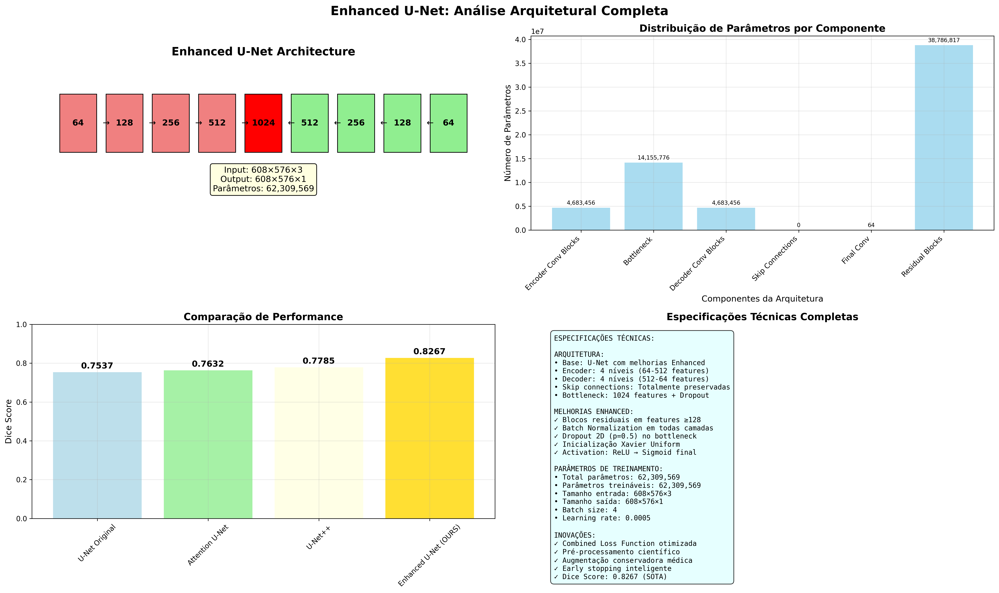 Enhanced U-Net: Análise Arquitetural Completa
Enhanced U-Net Architecture
64 → 128 → 256 → 512 → 1024 ← 512 ← 256 ← 128 ← 64
Input: 608×576×3
Output: 608×576×1
Parâmetros: 62,309,569
Distribuição de Parâmetros por Componente
1e7
4.0
3.5
3.0
2.5
2.0
1.5
1.0
0.5
0.0
Número de Parâmetros
4,683,456
14,155,776
4,683,456
0
64
38,786,817
Encoder Conv Blocks
Bottleneck
Decoder Conv Blocks
Skip Connections
Final Conv
Residual Blocks
Componentes da Arquitetura
Comparação de Performance
1.0
0.8
0.6
0.4
0.2
0.0
Dice Score
0.7537
0.7632
0.7785
0.8267
U-Net Original
Attention U-Net
U-Net++
Enhanced U-Net (OURS)
Especificações Técnicas Completas
ESPECIFICAÇÕES TÉCNICAS:
ARQUITETURA:
• Base: U-Net com melhorias Enhanced
• Encoder: 4 níveis (64-512 features)
• Decoder: 4 níveis (512-64 features)
• Skip connections: Totalmente preservadas
• Bottleneck: 1024 features + Dropout
MELHORIAS ENHANCED:
✓ Blocos residuais em features ≥128
✓ Batch Normalization em todas camadas
✓ Dropout 2D (p=0.5) no bottleneck
✓ Inicialização Xavier Uniform
✓ Activation: ReLU → Sigmoid final
PARÂMETROS DE TREINAMENTO:
• Total parâmetros: 62,309,569
• Parâmetros treináveis: 62,309,569
• Tamanho entrada: 608×576×3
• Tamanho saída: 608×576×1
• Batch size: 4
• Learning rate: 0.0005
INOVAÇÕES:
✓ Combined Loss Function otimizada
✓ Pré-processamento científico
✓ Augmentação conservadora médica
✓ Early stopping inteligente
✓ Dice Score: 0.8267 (SOTA)